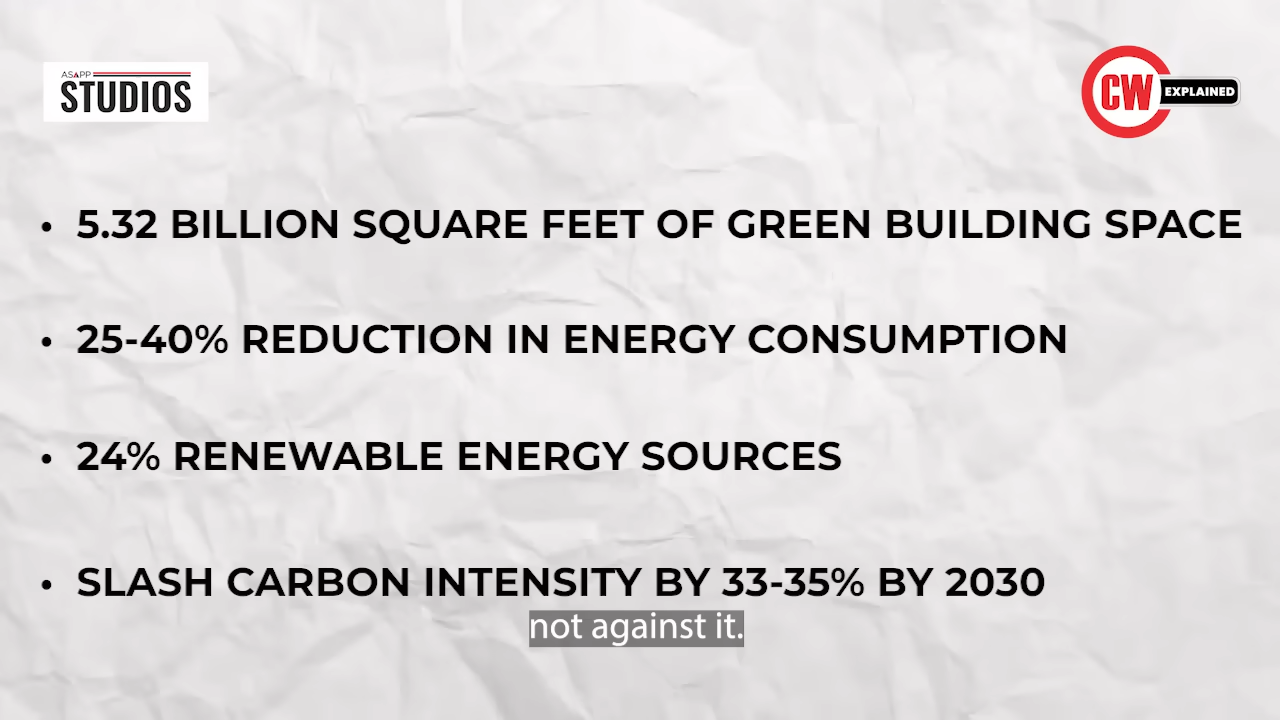 ASAPP
STUDIOS
CW EXPLAINED
• 5.32 BILLION SQUARE FEET OF GREEN BUILDING SPACE
• 25-40% REDUCTION IN ENERGY CONSUMPTION
• 24% RENEWABLE ENERGY SOURCES
• SLASH CARBON INTENSITY BY 33-35% BY 2030
not against it.